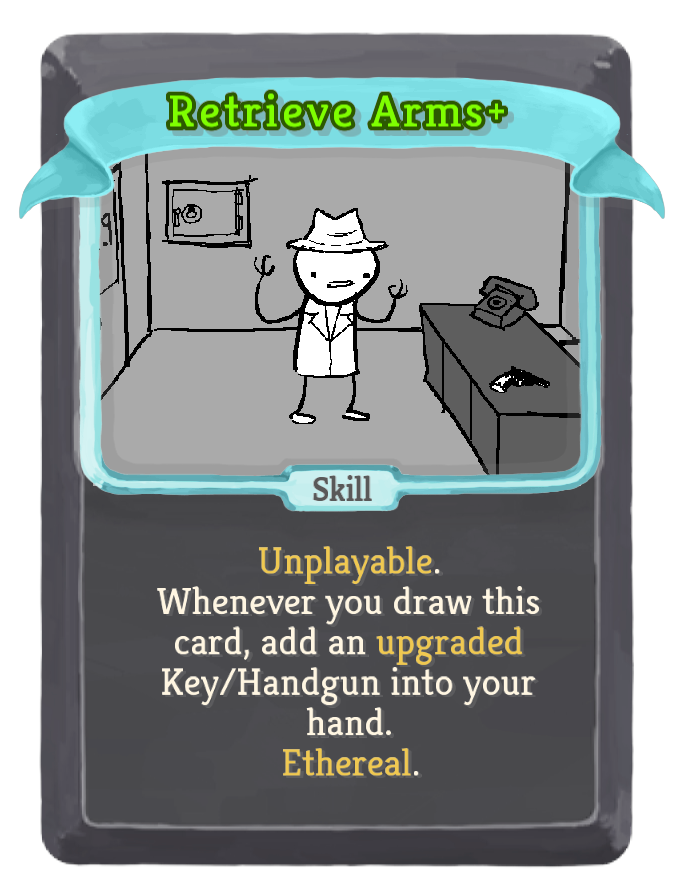 Retrieve Arms+
Skill
Unplayable.
Whenever you draw this
card, add an upgraded
Key/Handgun into your
hand.
Ethereal.